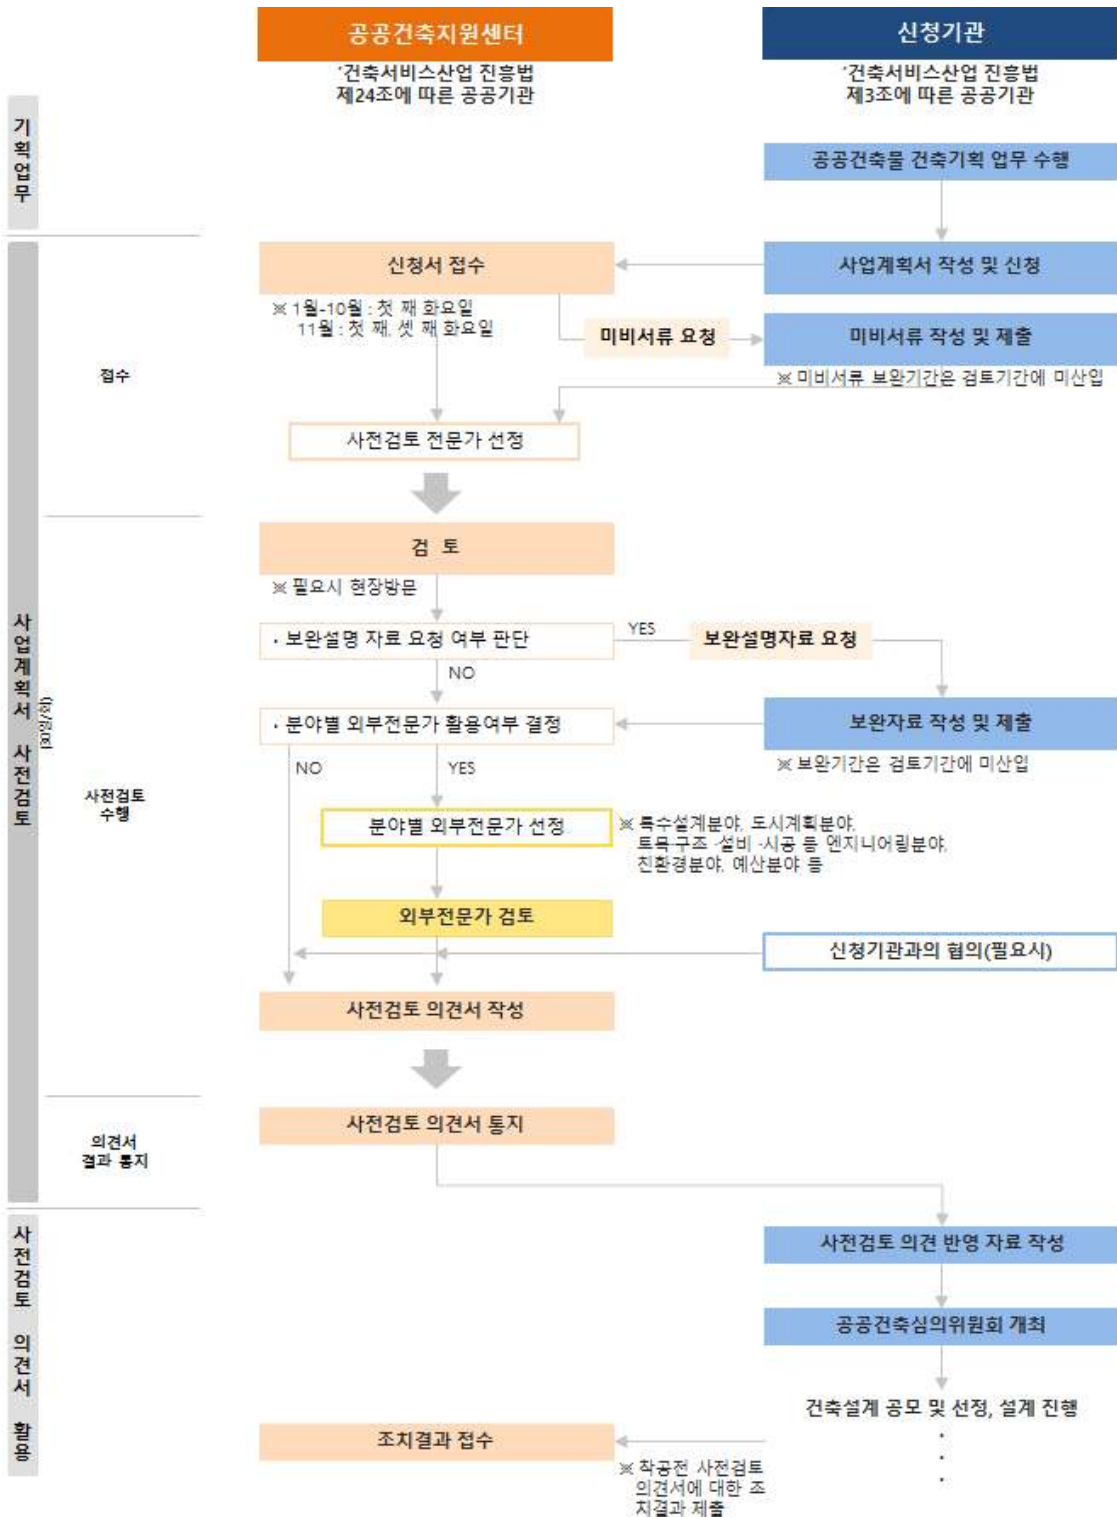 공공건축지원센터
신청기관
「건축서비스산업 진흥법
제24조에 따른 공공기관
「건축서비스산업 진흥법
제3조에 따른 공공기관
기획업무
공공건축물 건축기획 업무 수행
신청서 접수
사업계획서 작성 및 신청
※ 1월-10월 : 첫 째 화요일
11월 : 첫 째, 셋 째 화요일
미비서류 요청
미비서류 작성 및 제출
접수
※ 미비서류 보완기간은 검토기간에 미산입
사전검토 전문가 선정
사업계획서 사전검토
(30일/회)
검 토
※ 필요시 현장방문
· 보완설명 자료 요청 여부 판단
YES
보완설명자료 요청
NO
· 분야별 외부전문가 활용여부 결정
보완자료 작성 및 제출
※ 보완기간은 검토기간에 미산입
NO
YES
사전검토
수행
분야별 외부전문가 선정
※ 특수설계분야, 도시계획분야,
토목·구조·설비·시공 등 엔지니어링분야,
친환경분야, 예산분야 등
외부전문가 검토
신청기관과의 협의(필요시)
사전검토 의견서 작성
사전검토 의견서 통지
의견서
결과 통지
사전검토 의견서 활용
사전검토 의견 반영 자료 작성
공공건축심의위원회 개최
건축설계 공모 및 선정, 설계 진행
조치결과 접수
※ 착공전 사전검토
의견서에 대한 조
치결과 제출